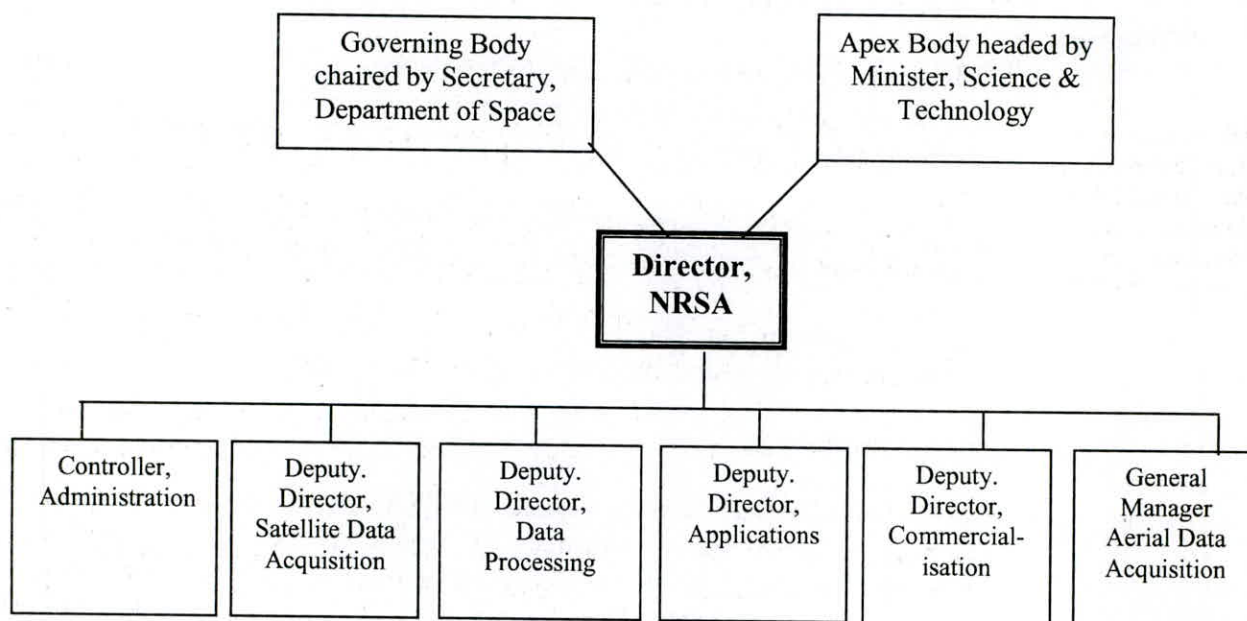 Governing Body
chaired by Secretary,
Department of Space
Apex Body headed by
Minister, Science &
Technology
Director,
NRSA
Controller,
Administration
Deputy.
Director,
Satellite Data
Acquisition
Deputy.
Director,
Data
Processing
Deputy.
Director,
Applications
Deputy.
Director,
Commercial-
isation
General
Manager
Aerial Data
Acquisition